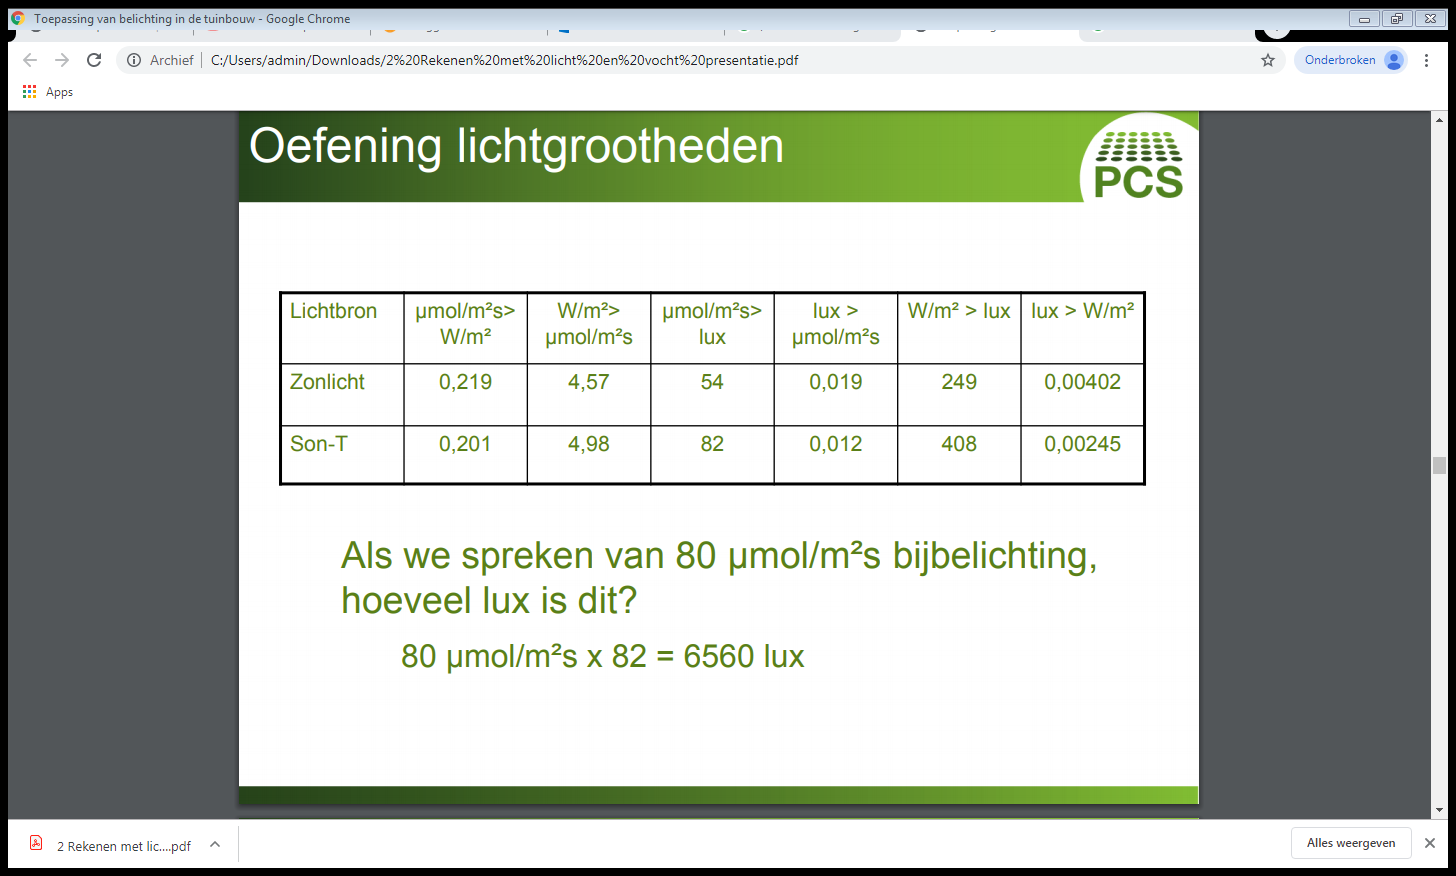 Toepassing van belichting in de tuinbouw - Google Chrome
Archief C:/Users/admin/Downloads/2%20Rekenen%20met%20licht%20en%20vocht%20presentatie.pdf Onderbroken
Apps
Oefening lichtgrootheden
PCS
Lichtbron µmol/m²s> W/m²> µmol/m²s> lux > W/m² > lux lux > W/m²
W/m² µmol/m²s lux µmol/m²s
Zonlicht 0,219 4,57 54 0,019 249 0,00402
Son-T 0,201 4,98 82 0,012 408 0,00245
Als we spreken van 80 µmol/m²s bijbelichting,
hoeveel lux is dit?
80 µmol/m²s x 82 = 6560 lux
2 Rekenen met lic....pdf Alles weergeven